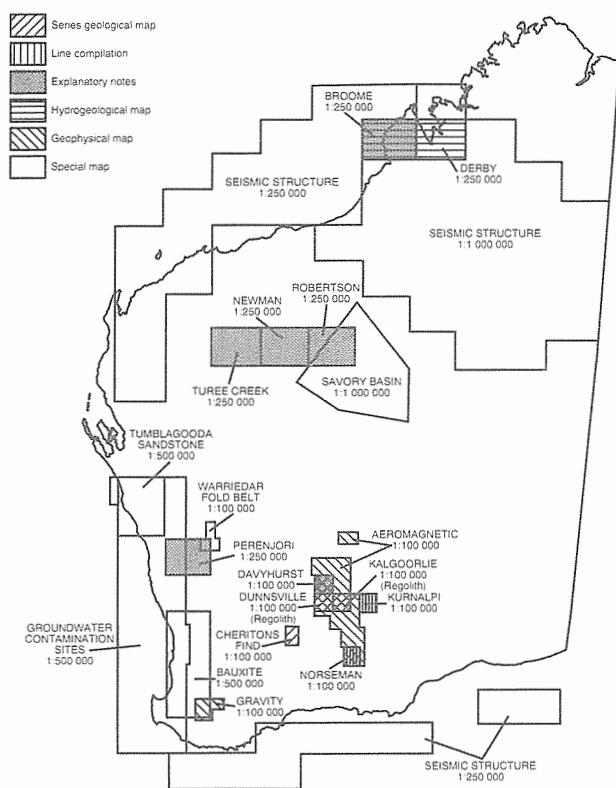 Series geological map
Line compilation
Explanatory notes
Hydrogeological map
Geophysical map
Special map
BROOME
1:250 000
DERBY
1:250 000
SEISMIC STRUCTURE
1:250 000
SEISMIC STRUCTURE
1:1 000 000
ROBERTSON
1:250 000
NEWMAN
1:250 000
TUREE CREEK
1:250 000
SAVORY BASIN
1:1 000 000
TUMBLAGOODA
SANDSTONE
1:500 000
WARRIEDAR
FOLD BELT
1:100 000
PERENJORI
1:250 000
AEROMAGNETIC
1:100 000
KALGOORLIE
1:100 000
(Regolith)
DAVYHURST
1:100 000
DUNNSVILLE
1:100 000
(Regolith)
KURNALPI
1:100 000
CHERITONS
FIND
1:100 000
GROUNDWATER
CONTAMINATION
SITES
1:500 000
BAUXITE
1:500 000
NORSEMAN
1:100 000
GRAVITY
1:100 000
SEISMIC STRUCTURE
1:250 000